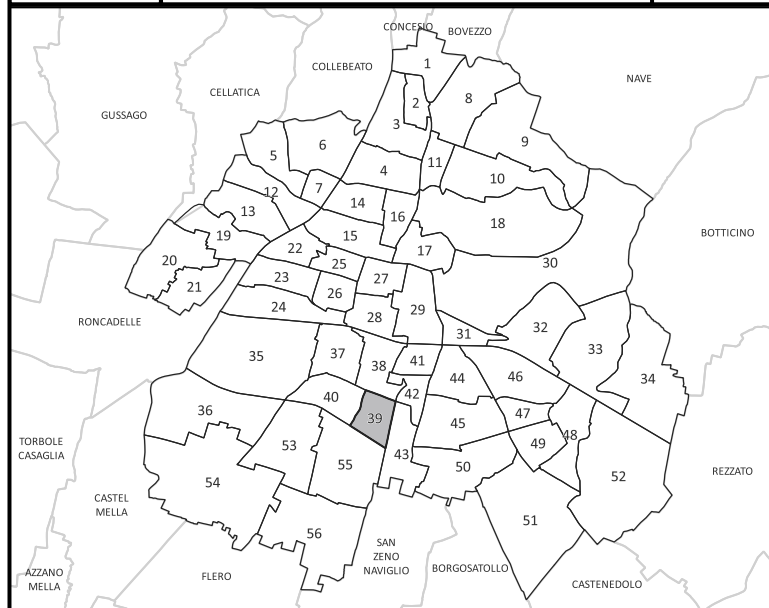 CONCESIO
BOVEZZO
COLLEBEATO
CELLATICA
NAVE
GUSSAGO
1
2
8
3
9
5
6
4
11
10
7
12
14
13
16
18
19
15
17
22
20
25
30
23
27
21
26
24
28
29
BOTTICINO
RONCADELLE
31
32
33
35
37
38
41
34
44
46
36
40
42
39
47
45
48
49
53
43
TORBOLE
CASAGLIA
55
50
52
54
REZZATO
CASTEL
MELLA
51
56
SAN
ZENO
NAVIGLIO
AZZANO
MELLA
FLERO
BORGOSATOLLO
CASTENEDOLO